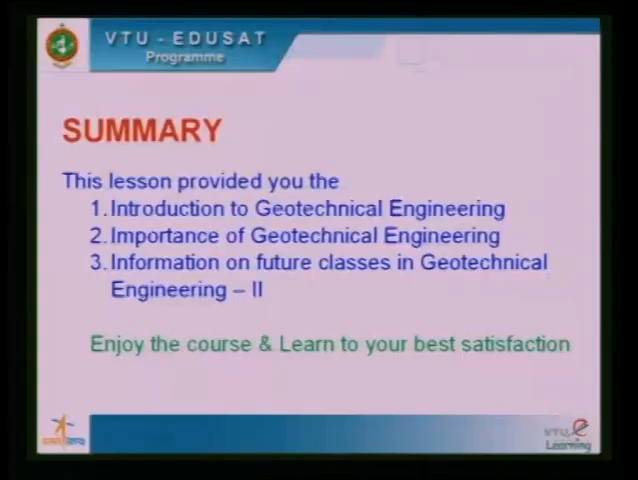 VTU - EDUSAT
Programme
SUMMARY
This lesson provided you the
1. Introduction to Geotechnical Engineering
2. Importance of Geotechnical Engineering
3. Information on future classes in Geotechnical
Engineering – II
Enjoy the course & Learn to your best satisfaction
VTU e
Learning